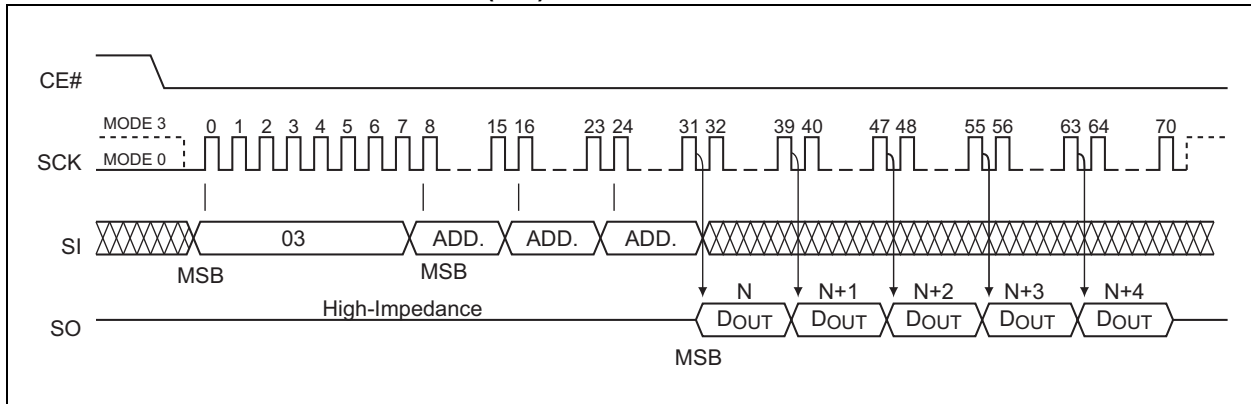 CE#
MODE 3
0 1 2 3 4 5 6 7 8 15 16 23 24 31 32 39 40 47 48 55 56 63 64 70
SCK
MODE 0
SI
03
ADD.
ADD.
ADD.
MSB
MSB
N
N+1
N+2
N+3
N+4
High-Impedance
SO
DOUT
DOUT
DOUT
DOUT
DOUT
MSB